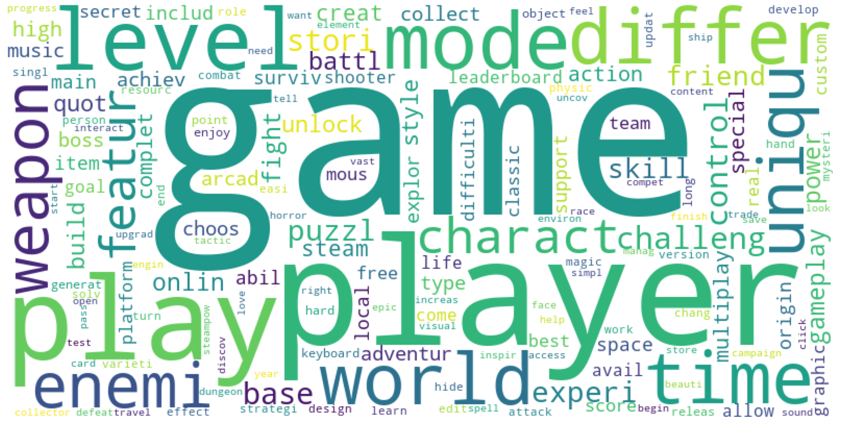 progress
want
role
object
feel
develop
secret
includ
creat
collect
element
high
stori
mode
differ
level
updat
ship
music
need
battl
custom
singl
main
achiev
combat
surviv
shooter
leaderboard
action
friend
resourc
tell
physic
content
uncov
weapon
quot
featur
complet
game
point
enjoy
fight
unlock
explor style
difficulti
classic
support
team
control
special
uniqu
power
hand
mysteri
person
interact
boss
vast
item
arcad
mous
skill
compet
long
real
look
goal
easi
start
end
horror
race
finish
trade
save
build
upgrad
choos
tactic
puzzl
charact
challeng
environ
steam
engin
manag
version
generat
platform
onlin
abil
free
life
magic
simpl
multiplay
origin
gameplay
solv
open
pass
turn
steampow
love
right
hard
epic
local
type
increas
come
visual
face
help
chang
play
player
test
discov
best
work
store
click
card
varieti
year
keyboard
adventur
inspir
access
space
avail
campaign
beauti
graphic
enemi
dungeon
base
world
hide
experi
time
collector
defeat
travel
effect
strategi
design
learn
edit
spell
attack
score
begin
releas
allow
sound